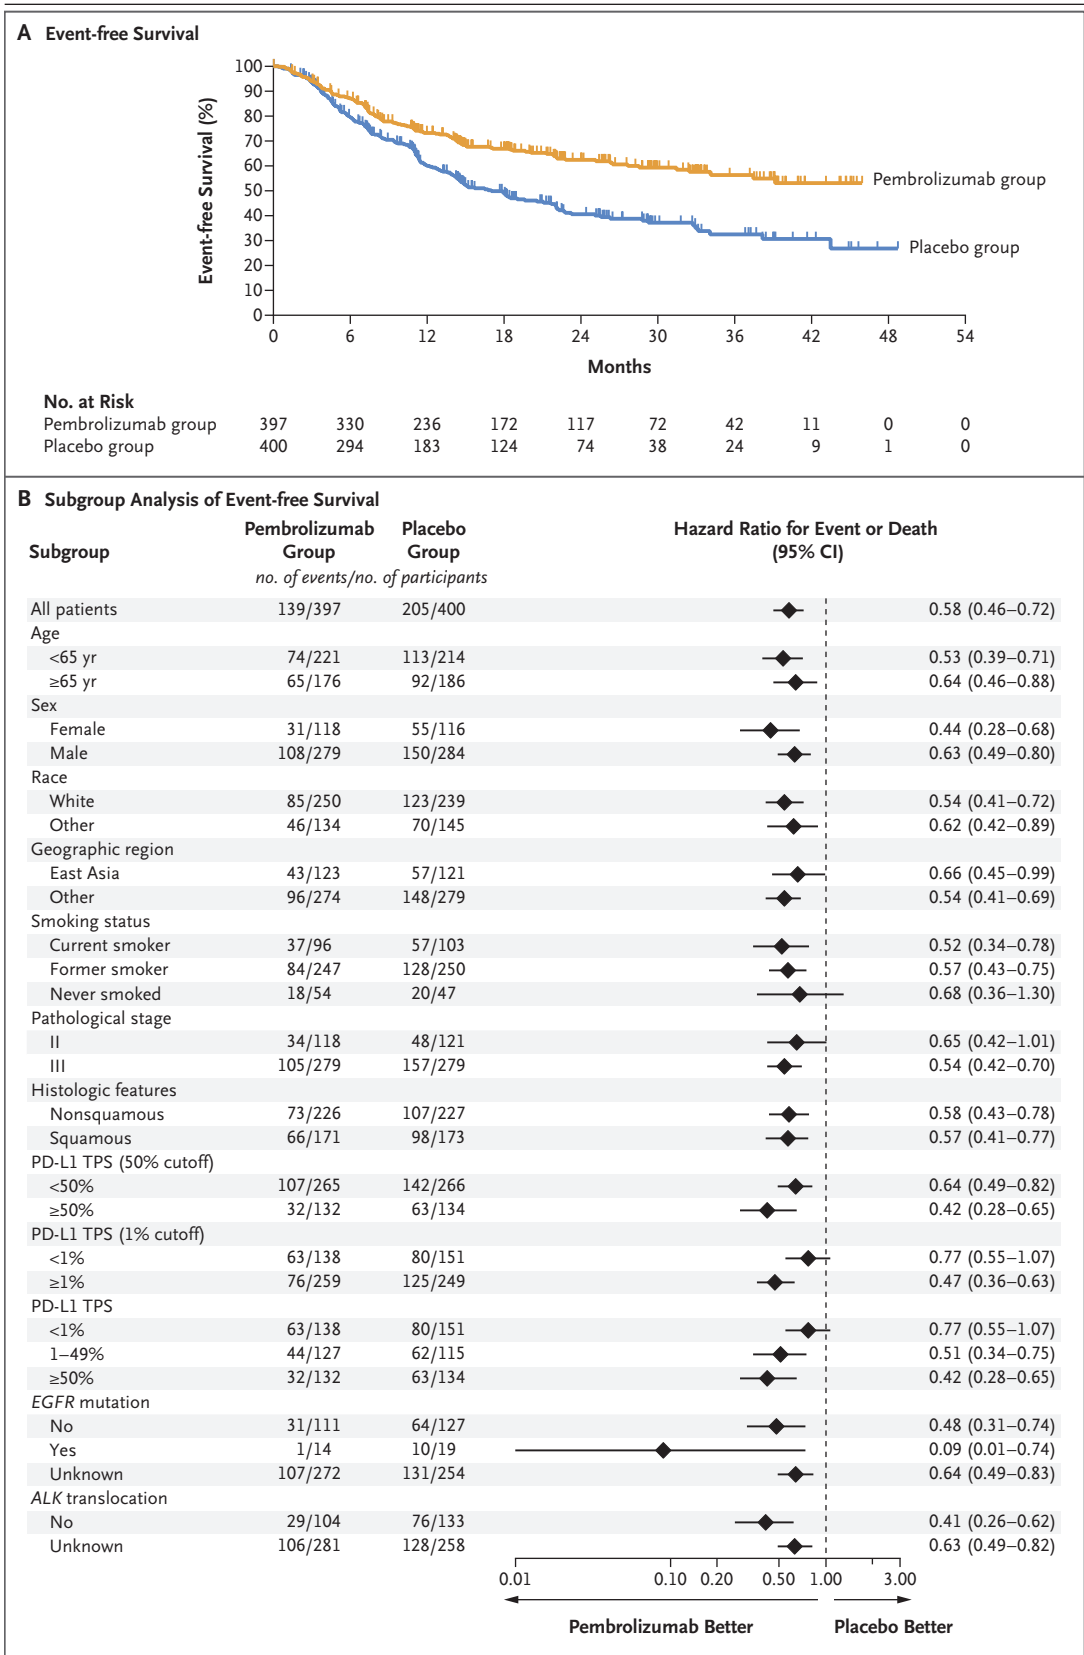 A Event-free Survival
Event-free Survival (%)
100
90
80
70
60
50
40
30
20
10
0
Pembrolizumab group
Placebo group
0 6 12 18 24 30 36 42 48 54
Months
No. at Risk
Pembrolizumab group 397 330 236 172 117 72 42 11 0 0
Placebo group 400 294 183 124 74 38 24 9 1 0
B Subgroup Analysis of Event-free Survival
Subgroup Pembrolizumab Group Placebo Group Hazard Ratio for Event or Death (95% CI)
no. of events/no. of participants
All patients 139/397 205/400 0.58 (0.46–0.72)
Age
<65 yr 74/221 113/214 0.53 (0.39–0.71)
≥65 yr 65/176 92/186 0.64 (0.46–0.88)
Sex
Female 31/118 55/116 0.44 (0.28–0.68)
Male 108/279 150/284 0.63 (0.49–0.80)
Race
White 85/250 123/239 0.54 (0.41–0.72)
Other 46/134 70/145 0.62 (0.42–0.89)
Geographic region
East Asia 43/123 57/121 0.66 (0.45–0.99)
Other 96/274 148/279 0.54 (0.41–0.69)
Smoking status
Current smoker 37/96 57/103 0.52 (0.34–0.78)
Former smoker 84/247 128/250 0.57 (0.43–0.75)
Never smoked 18/54 20/47 0.68 (0.36–1.30)
Pathological stage
II 34/118 48/121 0.65 (0.42–1.01)
III 105/279 157/279 0.54 (0.42–0.70)
Histologic features
Nonsquamous 73/226 107/227 0.58 (0.43–0.78)
Squamous 66/171 98/173 0.57 (0.41–0.77)
PD-L1 TPS (50% cutoff)
<50% 107/265 142/266 0.64 (0.49–0.82)
≥50% 32/132 63/134 0.42 (0.28–0.65)
PD-L1 TPS (1% cutoff)
<1% 63/138 80/151 0.77 (0.55–1.07)
≥1% 76/259 125/249 0.47 (0.36–0.63)
PD-L1 TPS
<1% 63/138 80/151 0.77 (0.55–1.07)
1–49% 44/127 62/115 0.51 (0.34–0.75)
≥50% 32/132 63/134 0.42 (0.28–0.65)
EGFR mutation
No 31/111 64/127 0.48 (0.31–0.74)
Yes 1/14 10/19 0.09 (0.01–0.74)
Unknown 107/272 131/254 0.64 (0.49–0.83)
ALK translocation
No 29/104 76/133 0.41 (0.26–0.62)
Unknown 106/281 128/258 0.63 (0.49–0.82)
0.01 0.10 0.20 0.50 1.00 3.00
Pembrolizumab Better Placebo Better